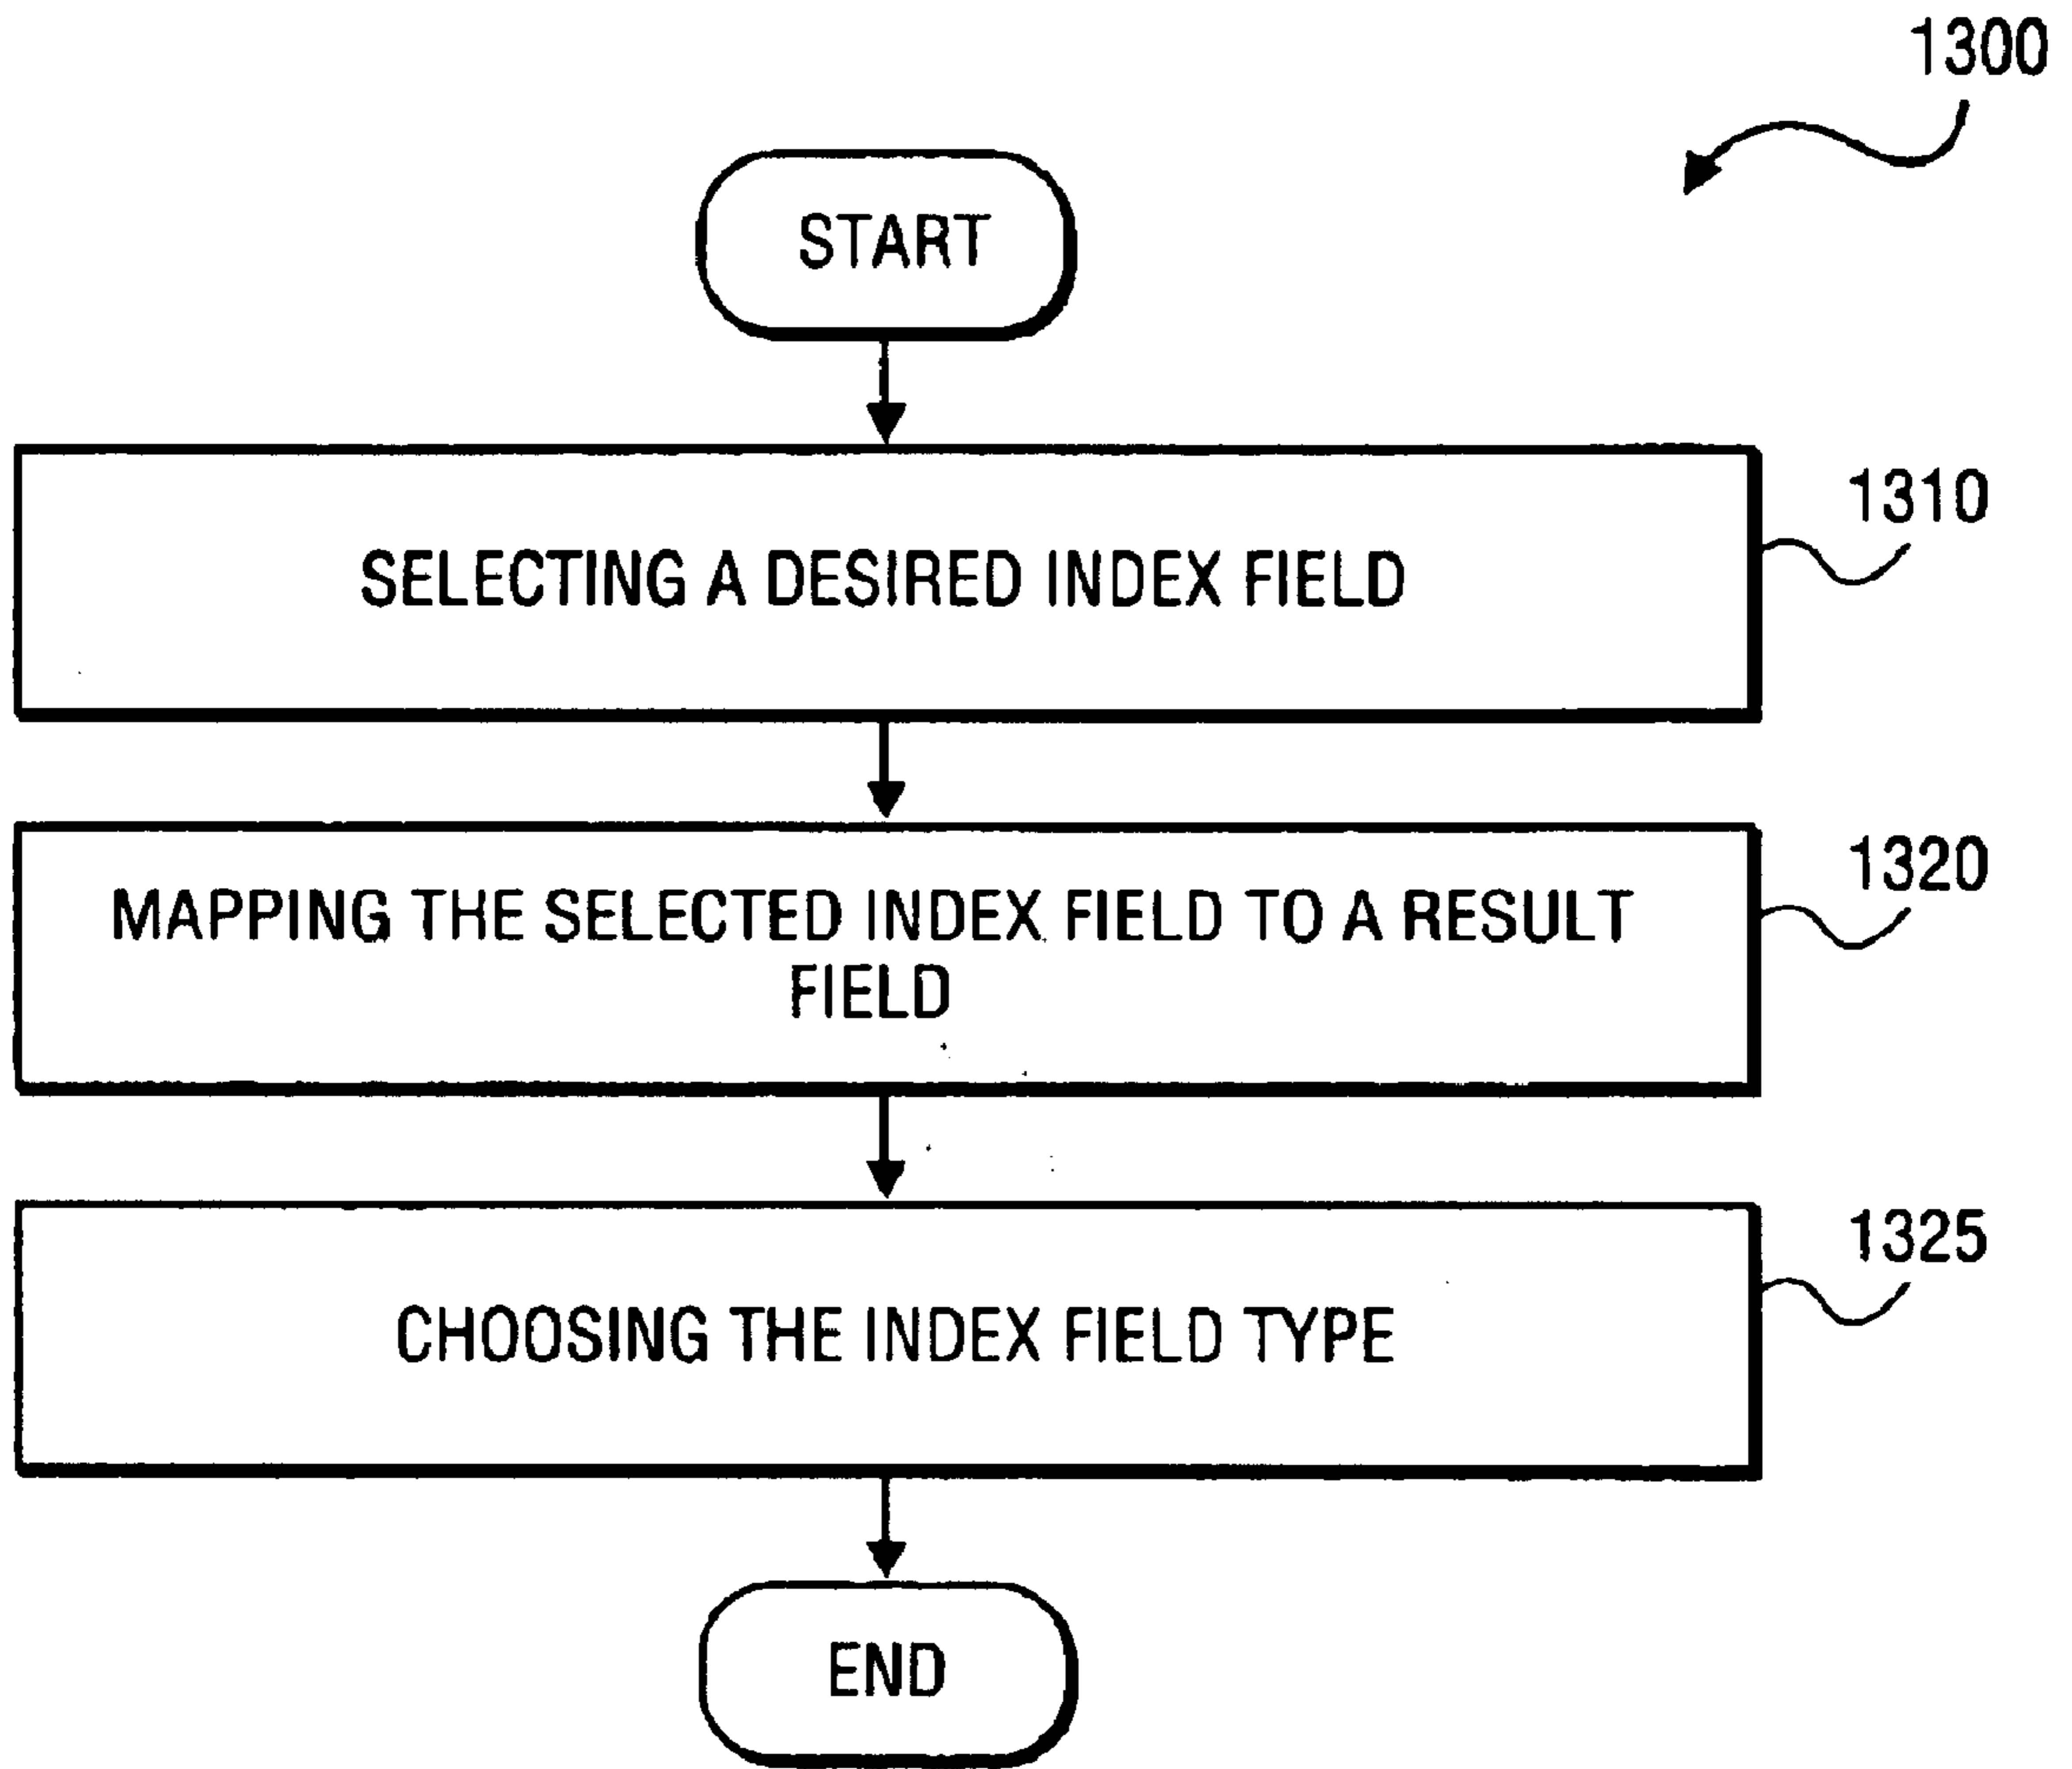 1300
START
SELECTING A DESIRED INDEX FIELD
1310
MAPPING THE SELECTED INDEX FIELD TO A RESULT
FIELD
1320
CHOOSING THE INDEX FIELD TYPE
1325
END